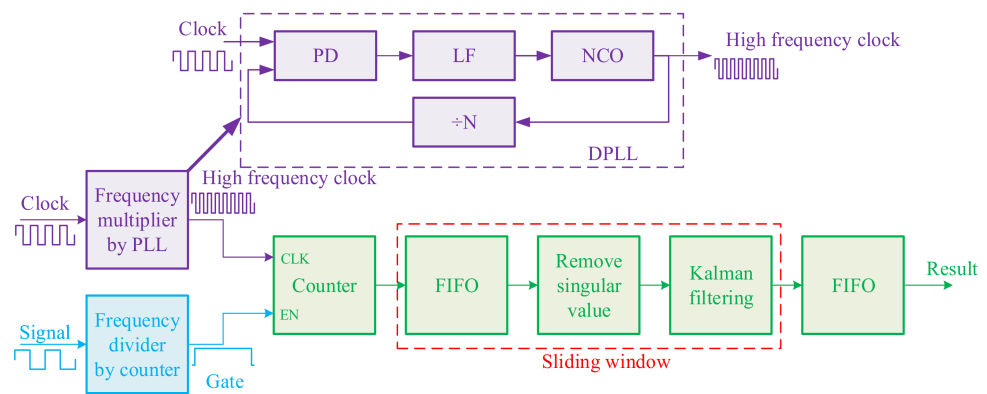 Clock
PD
LF
NCO
High frequency clock
÷N
DPLL
Clock
Frequency
multiplier
by PLL
High frequency clock
CLK
Counter
EN
FIFO
Remove
singular
value
Kalman
filtering
FIFO
Result
Sliding window
Signal
Frequency
divider
by counter
Gate